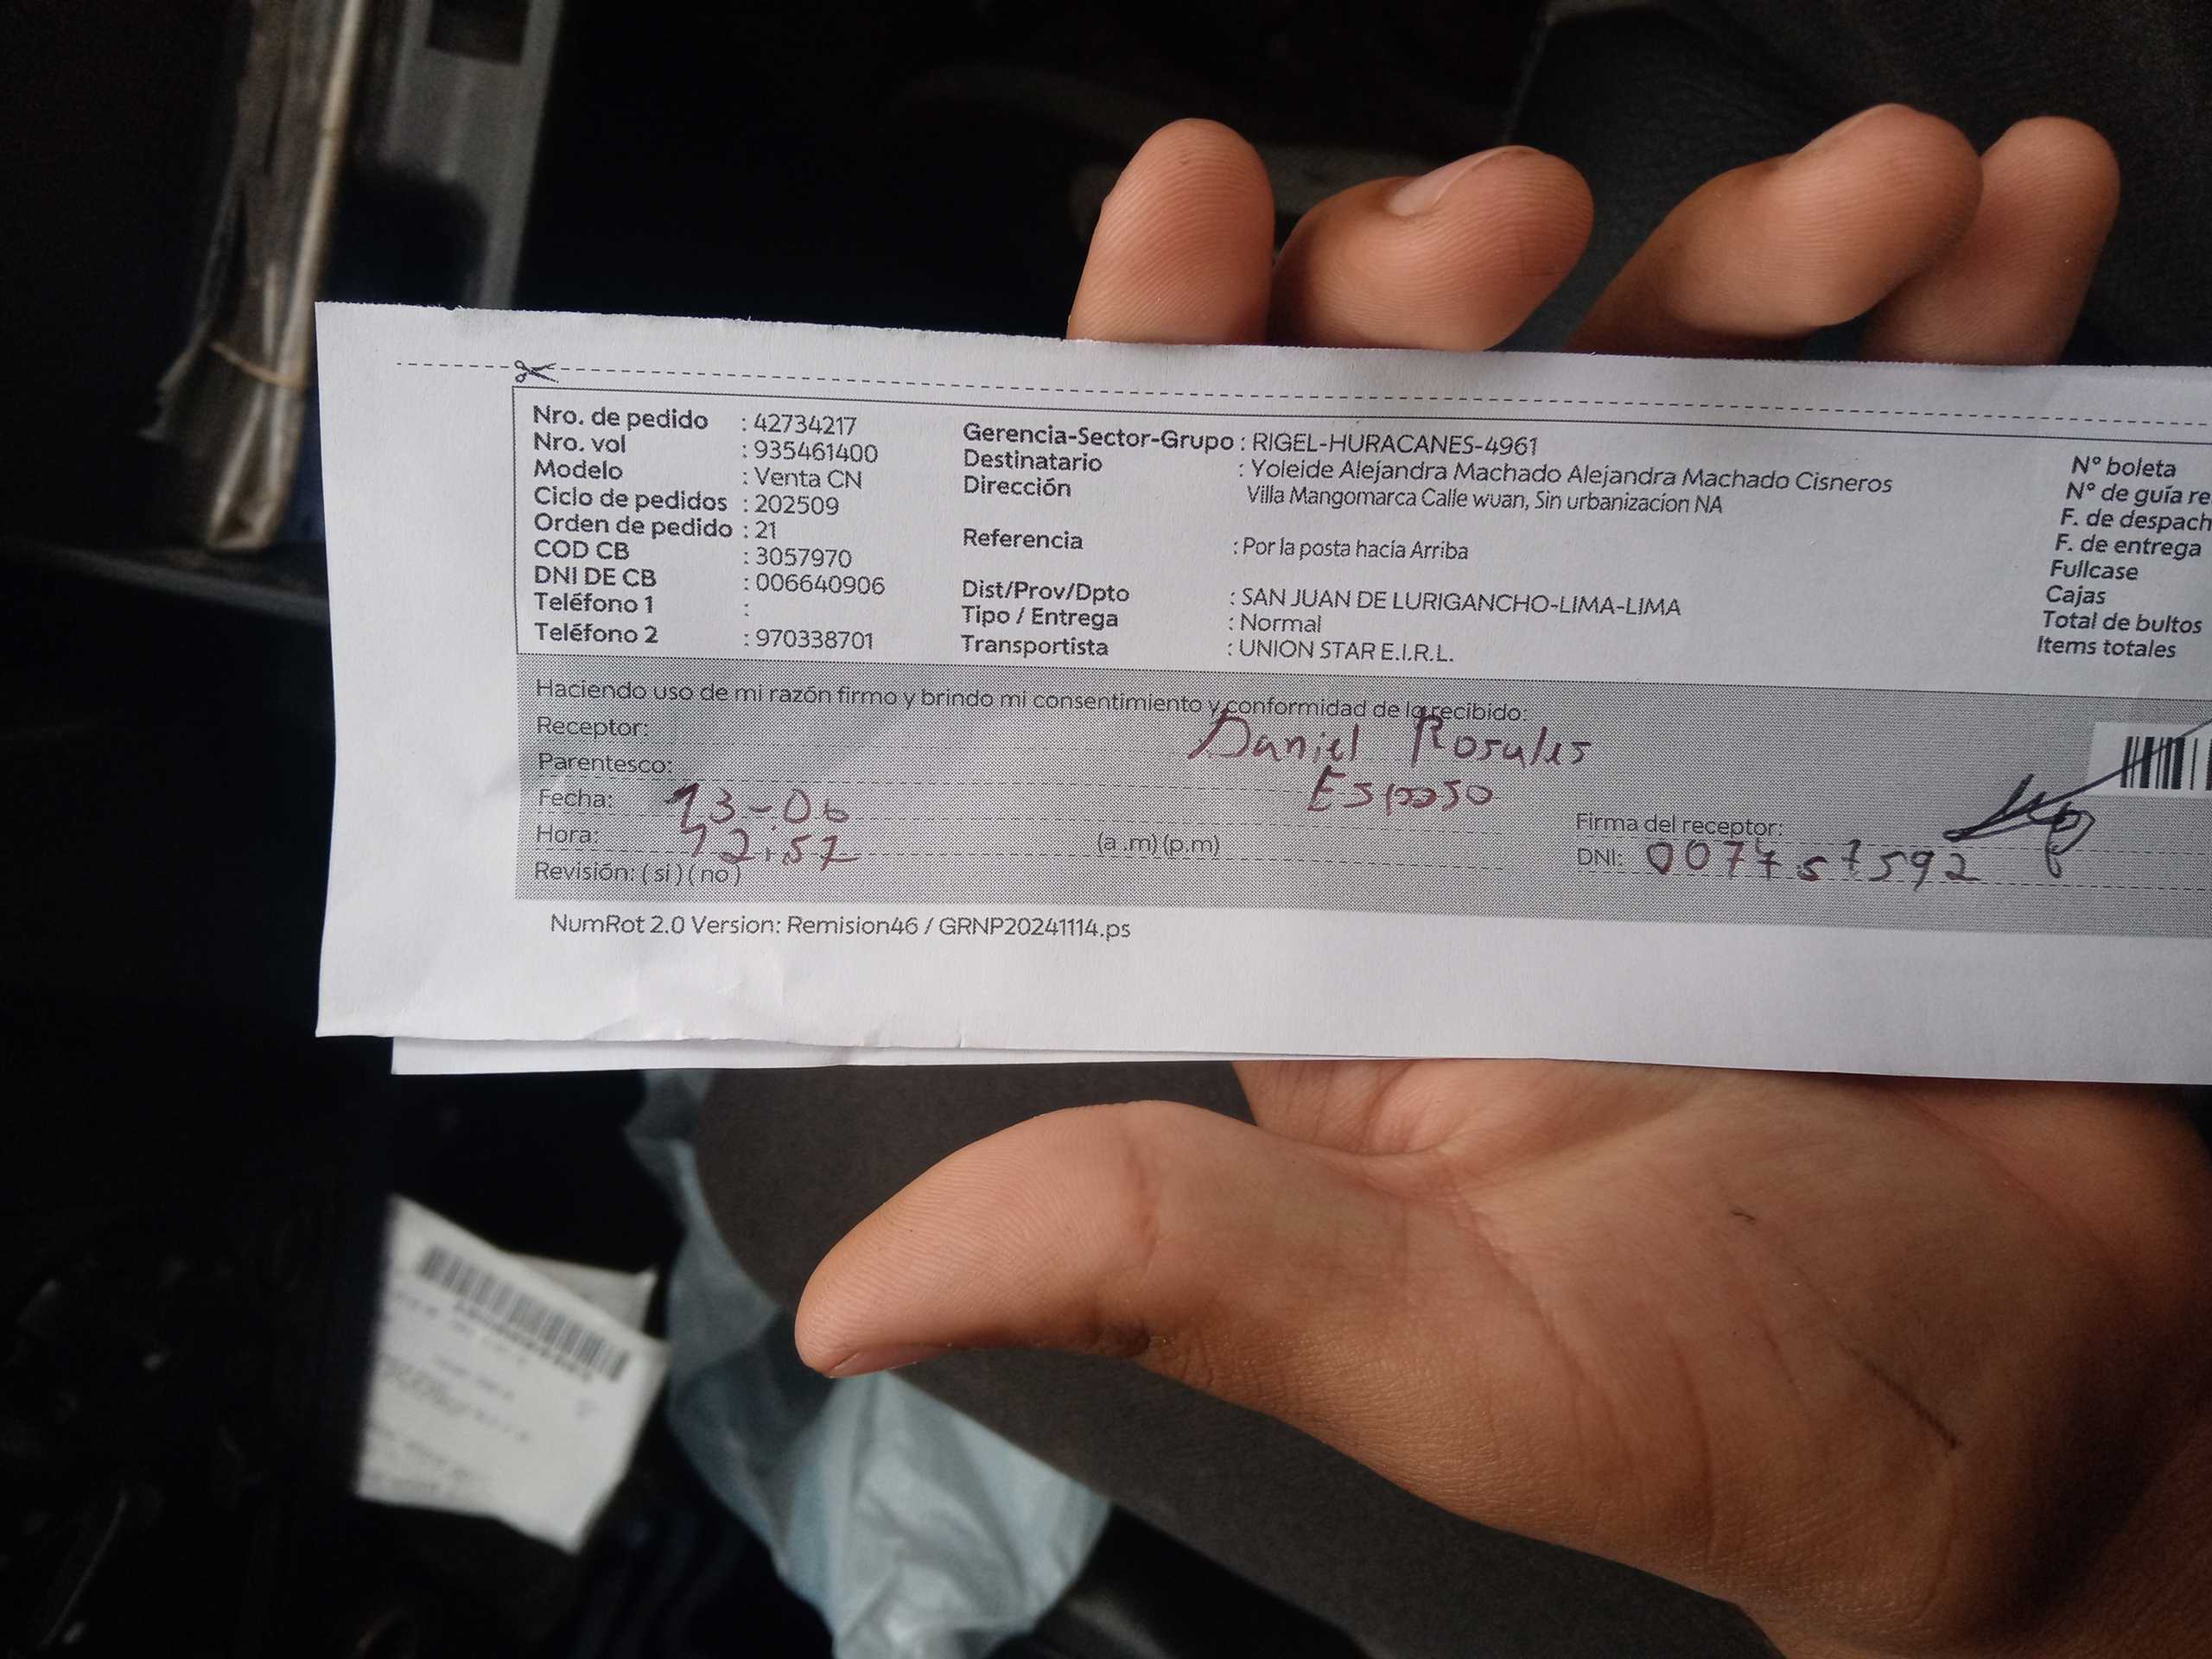 Nro. de pedido : 42734217
Nro. vol : 935461400
Modelo : Venta CN
Ciclo de pedidos : 202509
Orden de pedido : 21
COD CB : 3057970
DNI DE CB : 006640906
Teléfono 1 :
Teléfono 2 : 970338701
Gerencia-Sector-Grupo : RIGEL-HURACANES-4961
Destinatario : Yoleide Alejandra Machado Alejandra Machado Cisneros
Dirección Villa Mangomarca Calle wuan, Sin urbanizacion NA
Referencia : Por la posta hacia Arriba
Dist/Prov/Dpto : SAN JUAN DE LURIGANCHO-LIMA-LIMA
Tipo / Entrega : Normal
Transportista : UNION STAR E.I.R.L.
N° boleta
N° de guía re
F. de despach
F. de entrega
Fullcase
Cajas
Total de bultos
Items totales
Haciendo uso de mi razón firmo y brindo mi consentimiento y conformidad de lo recibido:
Receptor: Daniel Rosales
Parentesco: Esposo
Fecha: 13-06
Hora: 12:57 (a .m) (p.m)
Revisión: ( si ) ( no )
Firma del receptor:
DNI: 007757592
NumRot 2.0 Version: Remision46 / GRNP20241114.ps